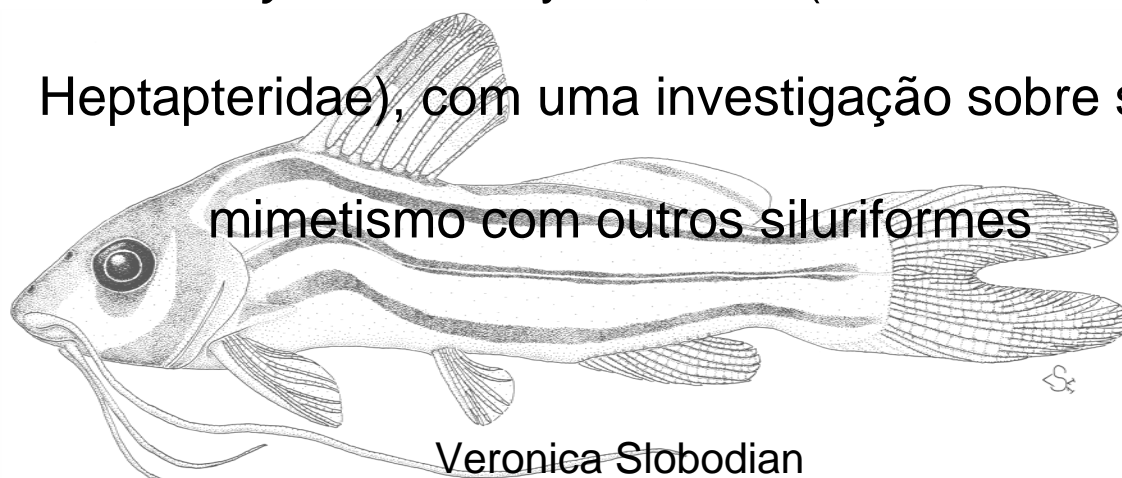 Heptapteridae), com uma investigação sobre s
mimetismo com outros siluriformes
Veronica Slobodian